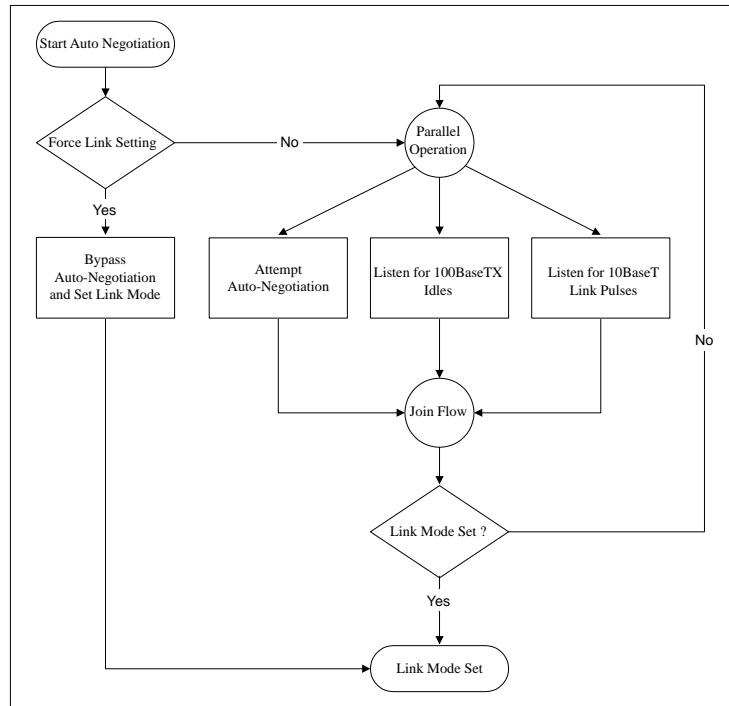 Start Auto Negotiation
Force Link Setting
No
Parallel
Operation
Yes
Bypass
Auto-Negotiation
and Set Link Mode
Attempt
Auto-Negotiation
Listen for 100BaseTX
Idles
Listen for 10BaseT
Link Pulses
No
Join Flow
Link Mode Set ?
Yes
Link Mode Set